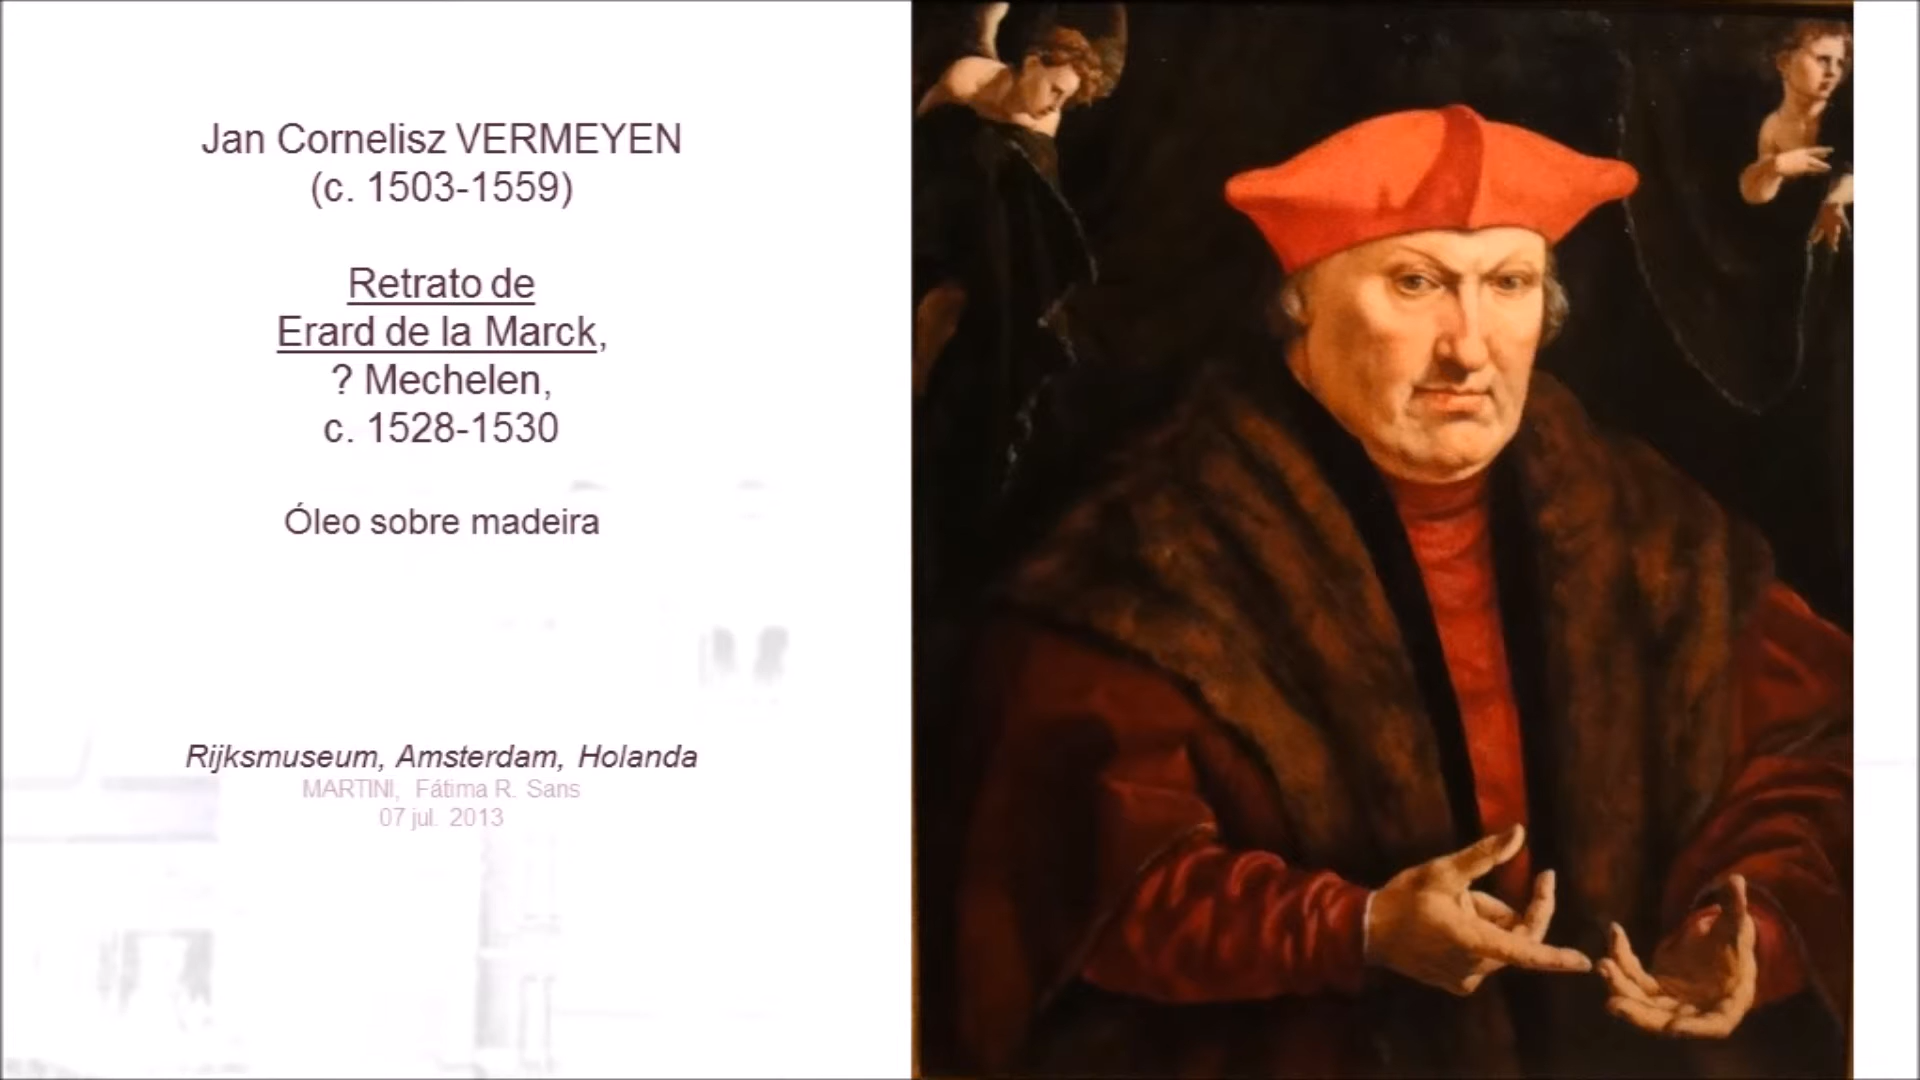 Jan Cornelisz VERMEYEN
(c. 1503-1559)
Retrato de
Erard de la Marck,
? Mechelen,
c. 1528-1530
Óleo sobre madeira
Rijksmuseum, Amsterdam, Holanda
MARTINI, Fátima R. Sans
07 jul. 2013